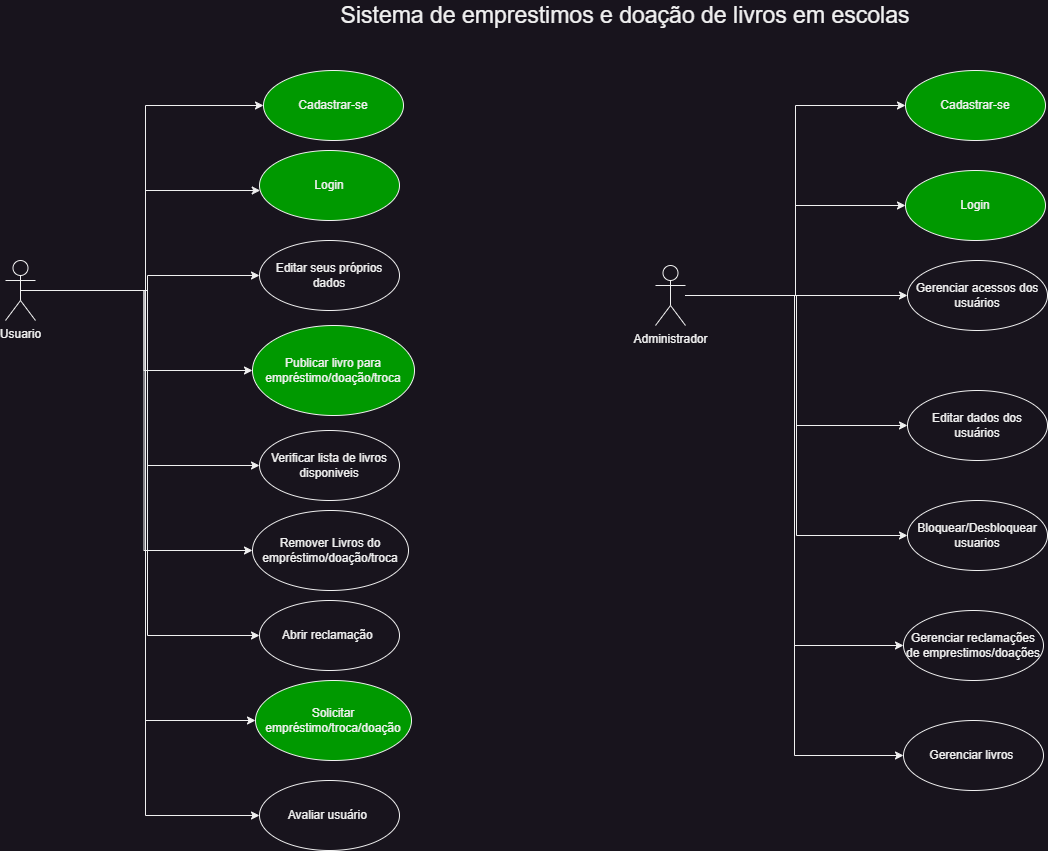 Sistema de emprestimos e doação de livros em escolas
Cadastrar-se
Login
Editar seus próprios
dados
Publicar livro para
empréstimo/doação/troca
Verificar lista de livros
disponiveis
Remover Livros do
empréstimo/doação/troca
Abrir reclamação
Solicitar
empréstimo/troca/doação
Avaliar usuário
Usuario
Administrador
Cadastrar-se
Login
Gerenciar acessos dos
usuários
Editar dados dos
usuários
Bloquear/Desbloquear
usuarios
Gerenciar reclamações
de emprestimos/doações
Gerenciar livros